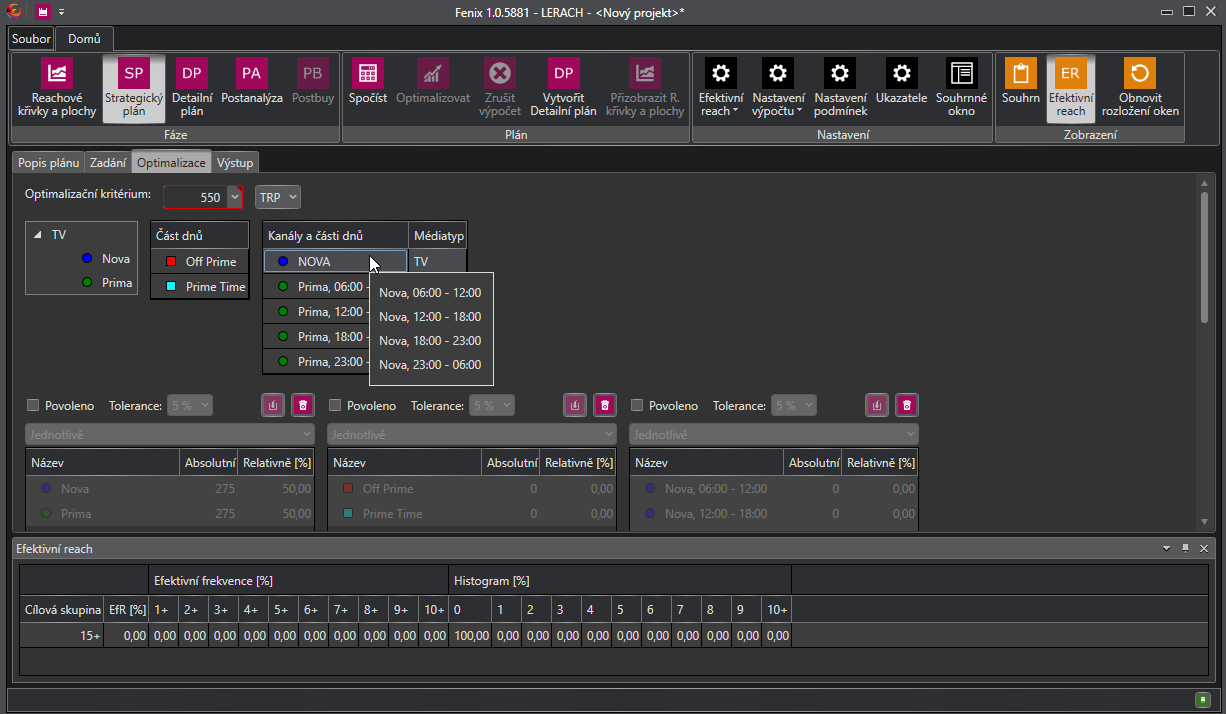 Fenix 1.0.5881 - LERACH - <Nový projekt>*
Soubor
Domů
SP
DP
PA
PB
DP
ER
Reachové křivky a plochy
Strategický plán
Detailní plán
Postanalýza
Postbuy
Spočíst
Optimalizovat
Zrušit výpočet
Vytvořit Detailní plán
Přizobrazit R. křivky a plochy
Efektivní reach
Nastavení výpočtu
Nastavení podmínek
Ukazatele
Souhrnné okno
Souhrn
Efektivní reach
Obnovit rozložení oken
Fáze
Plán
Nastavení
Zobrazení
Popis plánu
Zadání
Optimalizace
Výstup
Optimalizační kritérium:
550
TRP
TV
Nova
Prima
Část dnů
Off Prime
Prime Time
Kanály a části dnů
Médiatyp
NOVA
TV
Prima, 06:00 -
Prima, 12:00 -
Prima, 18:00 -
Prima, 23:00 -
Nova, 06:00 - 12:00
Nova, 12:00 - 18:00
Nova, 18:00 - 23:00
Nova, 23:00 - 06:00
Povoleno Tolerance: 5 %
Povoleno Tolerance: 5 %
Povoleno Tolerance: 5 %
Jednotlivě
Jednotlivě
Jednotlivě
Název Absolutní Relativně [%]
Nova 275 50,00
Prima 275 50,00
Název Absolutní Relativně [%]
Off Prime 0 0,00
Prime Time 0 0,00
Název Absolutní Relativně [%]
Nova, 06:00 - 12:00 0 0,00
Nova, 12:00 - 18:00 0 0,00
Efektivní reach
Efektivní frekvence [%] Histogram [%]
Cílová skupina EfR [%] 1+ 2+ 3+ 4+ 5+ 6+ 7+ 8+ 9+ 10+ 0 1 2 3 4 5 6 7 8 9 10+
15+ 0,00 0,00 0,00 0,00 0,00 0,00 0,00 0,00 0,00 0,00 0,00 100,00 0,00 0,00 0,00 0,00 0,00 0,00 0,00 0,00 0,00 0,00